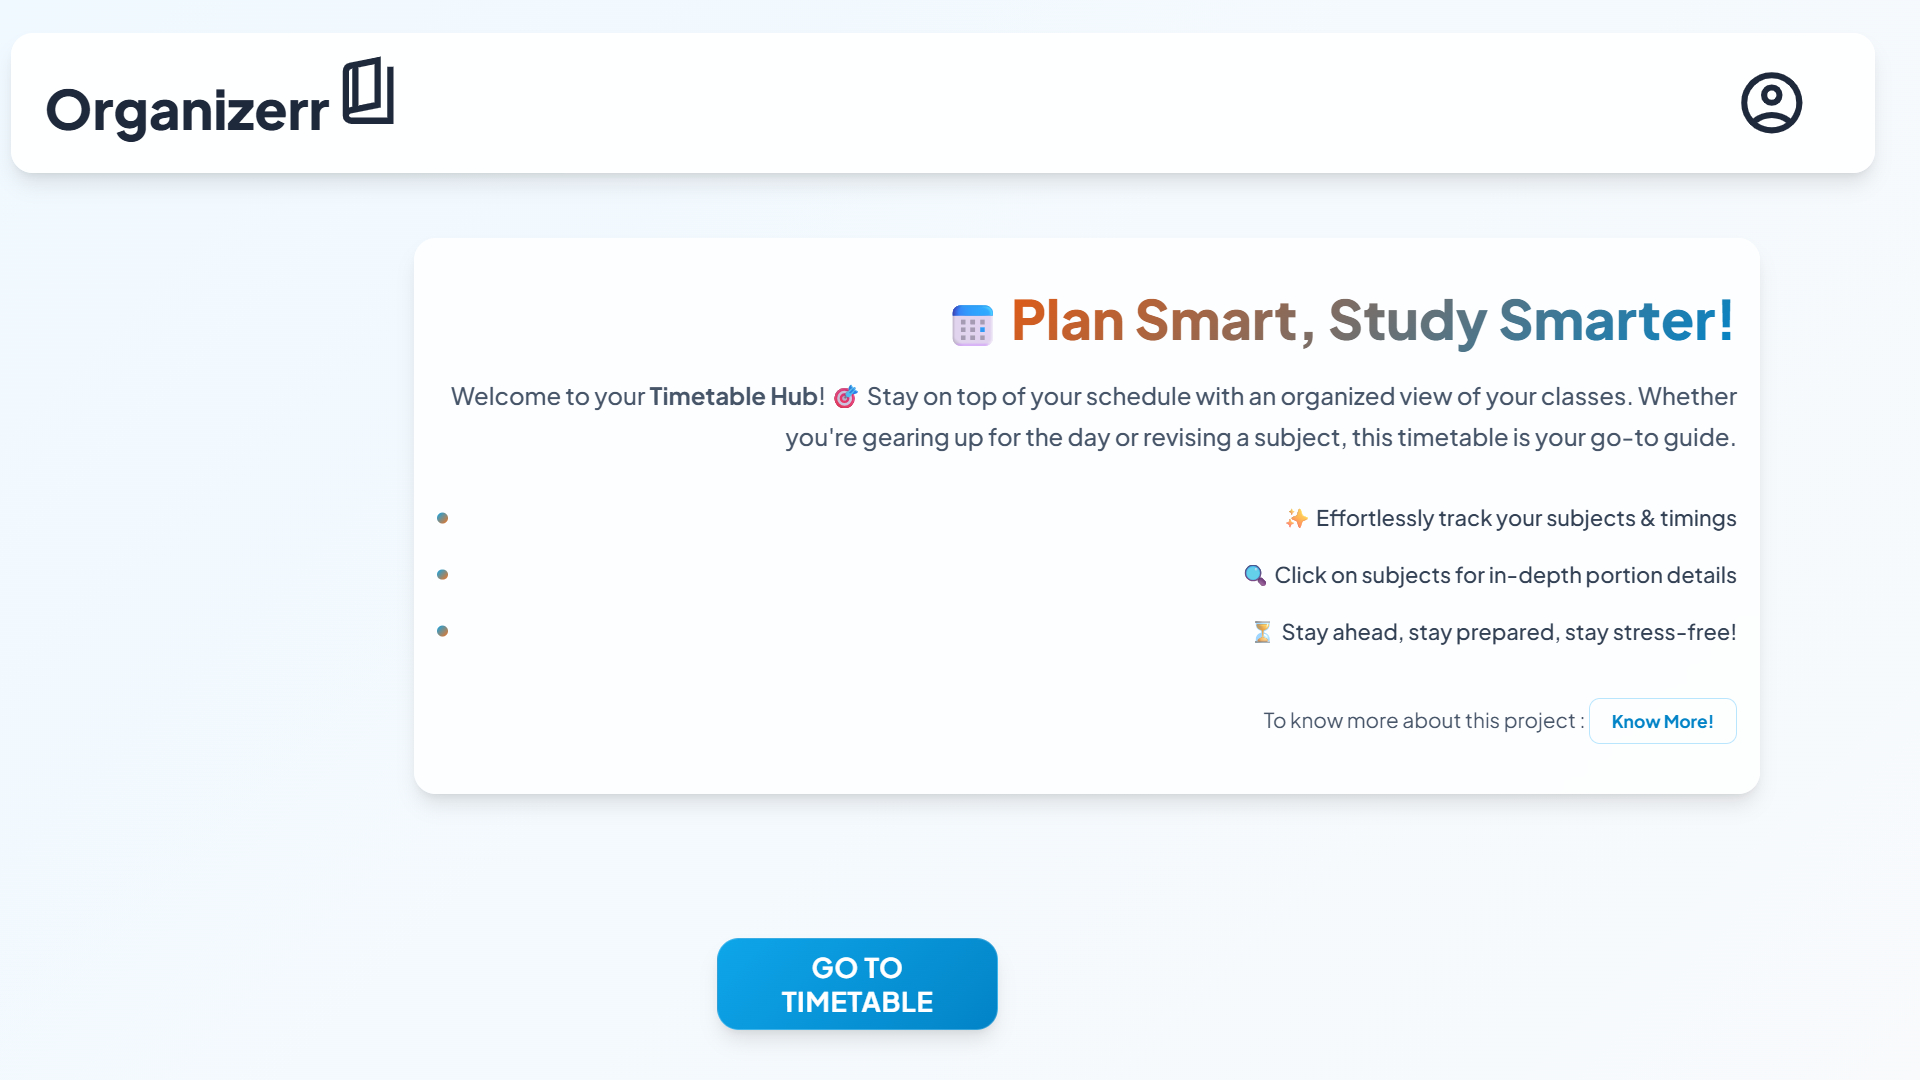 Organizerr
🗓️ Plan Smart, Study Smarter!
Welcome to your Timetable Hub! 🎯 Stay on top of your schedule with an organized view of your classes. Whether
you're gearing up for the day or revising a subject, this timetable is your go-to guide.
• ✨ Effortlessly track your subjects & timings
• 🔍 Click on subjects for in-depth portion details
• ⏳ Stay ahead, stay prepared, stay stress-free!
To know more about this project : Know More!
GO TO
TIMETABLE